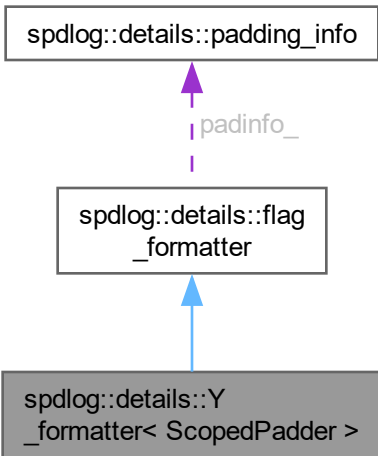 spdlog::details::padding_info
padinfo_
spdlog::details::flag
_formatter
spdlog::details::Y
_formatter< ScopedPadder >